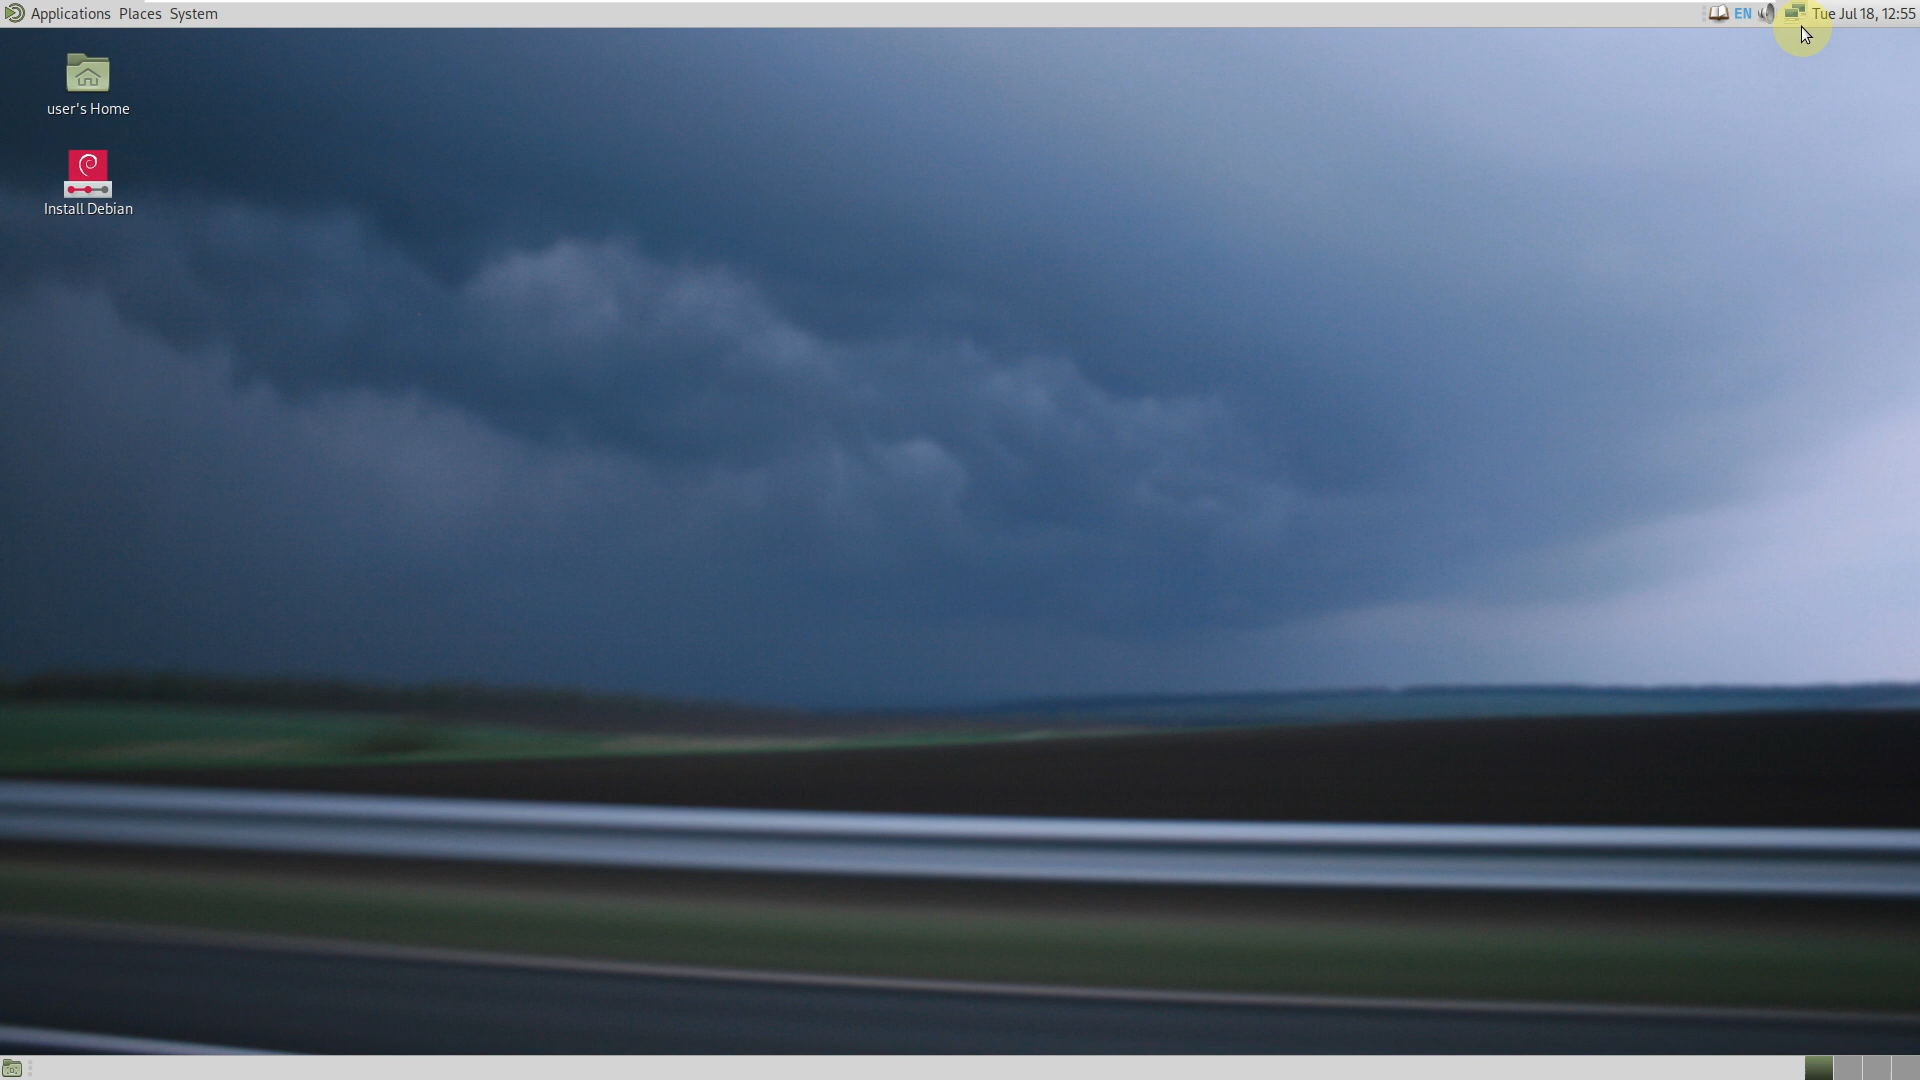 Applications Places System
EN Tue Jul 18, 12:55
user's Home
Install Debian